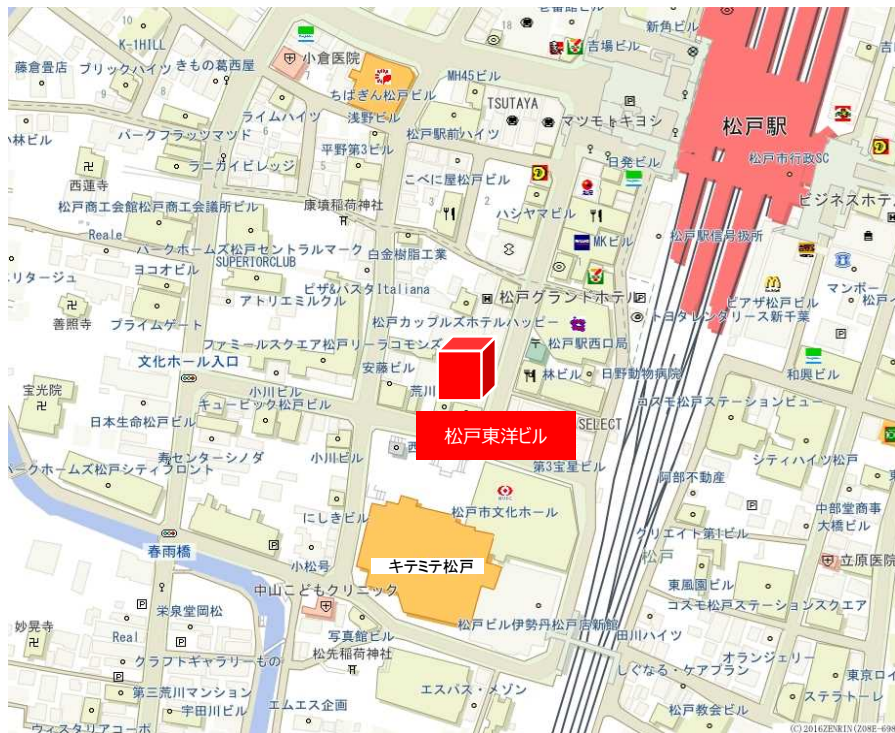 小倉医院
新角ビル
吉場ビル
K-1HILL
藤倉畳店
ブリックハイツ
きもの葛西屋
ちばぎん松戸ビル
MH45ビル
TSUTAYA
マツモトキヨシ
松戸駅
ライムハイツ
浅野ビル
松戸駅前ハイツ
小林ビル
パークフラッツマツド
平野第3ビル
日発ビル
松戸市行政SC
ラニカイビレッジ
こべに屋松戸ビル
西蓮寺
ビジネスホテル
松戸商工会館松戸商工会議所ビル
康墳稲荷神社
ハシヤマビル
Reale
パークホームズ松戸セントラルマーク
白金樹脂工業
MKビル
松戸駅信号扱所
SUPERIORCLUB
ヨコオビル
ピザ&パスタItaliana
アトリエミルクル
松戸グラントホテル
ピアザ松戸ビル
マンボー
善照寺
プライムゲート
松戸カップルズホテルハッピー
トヨタレンタリース新千葉
文化ホール入口
ファミールスクエア松戸リーラコモンズ
松戸駅西口局
安藤ビル
林ビル
日野動物病院
和興ビル
宝光院
小川ビル
荒川
キュービック松戸ビル
コスモ松戸ステーションビュー
日本生命松戸ビル
松戸東洋ビル
SELECT
寿センターシノダ
小川ビル
西
シティハイツ松戸
パークホームズ松戸シティフロント
第3宝星ビル
阿部不動産
にしきビル
松戸市文化ホール
中部堂商事
大橋ビル
クリエイト第1ビル
春雨橋
松戸
小松号
キテミテ松戸
立原医院
中山こどもクリニック
東風園ビル
栄泉堂岡松
コスモ松戸ステーションスクエア
妙晃寺
Real
写真館ビル
松戸ビル伊勢丹松戸店新館
田川ハイツ
松先稲荷神社
クラフトギャラリーもの
オランジェリー
しぐなる・ケアプラン
第三荒川マンション
エスパス・メゾン
東京ロイ
宇田川ビル
エムエス企画
ステラトーレ
ウィスタリアコーポ
松戸教会ビル
(C)2016ZENRIN(Z08E-698